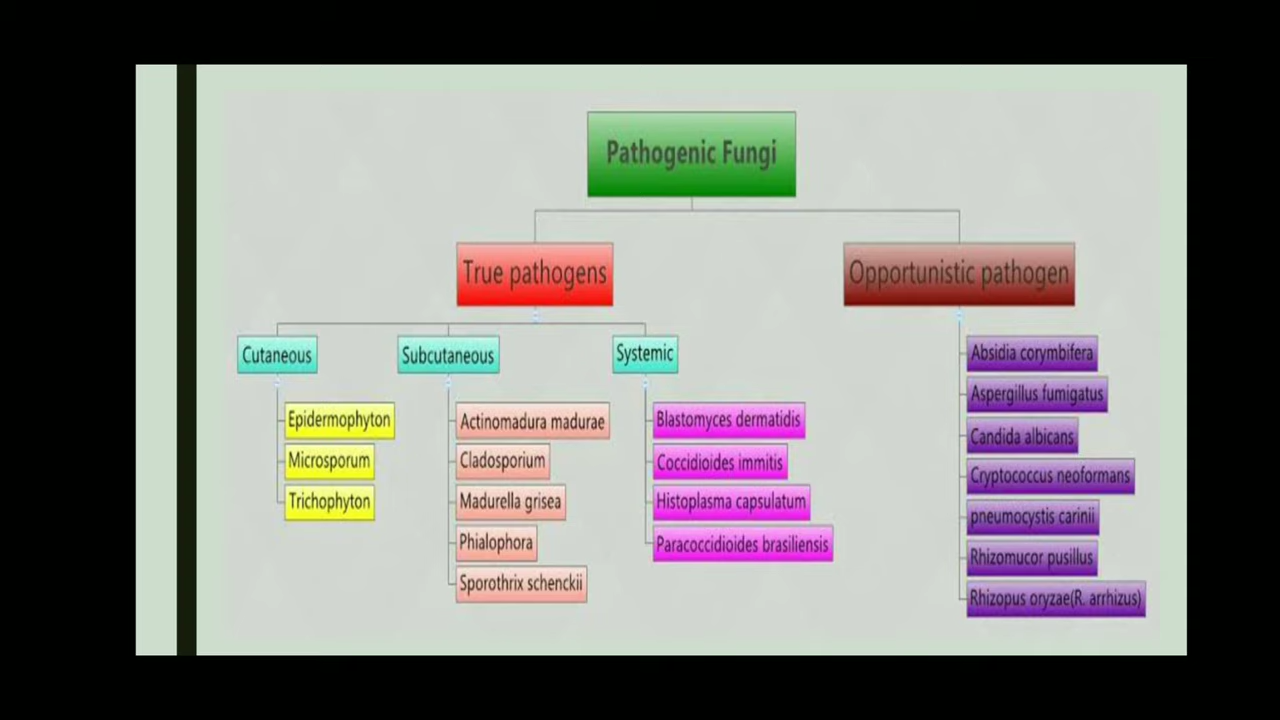 Pathogenic Fungi
True pathogens
Opportunistic pathogen
Cutaneous
Subcutaneous
Systemic
Epidermophyton
Microsporum
Trichophyton
Actinomadura madurae
Cladosporium
Madurella grisea
Phialophora
Sporothrix schenckii
Blastomyces dermatidis
Coccidioides immitis
Histoplasma capsulatum
Paracoccidioides brasiliensis
Absidia corymbifera
Aspergillus fumigatus
Candida albicans
Cryptococcus neoformans
pneumocystis carinii
Rhizomucor pusillus
Rhizopus oryzae(R. arrhizus)